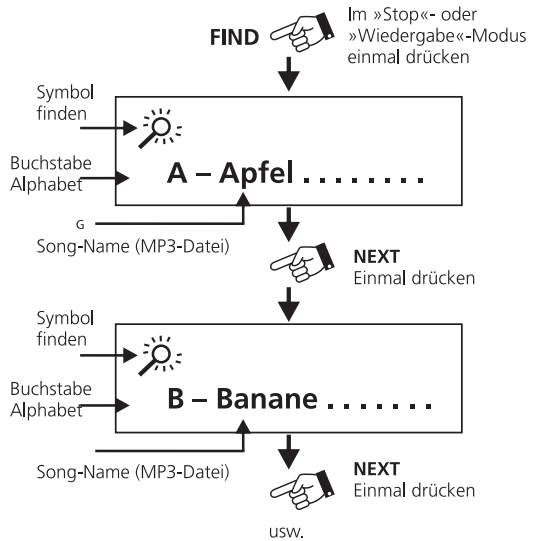 FIND
Im »Stop«- oder
»Wiedergabe«-Modus
einmal drücken
Symbol
finden
Buchstabe
Alphabet
A – Apfel . . . . . . . .
G
Song-Name (MP3-Datei)
NEXT
Einmal drücken
Symbol
finden
Buchstabe
Alphabet
B – Banane . . . . . . .
Song-Name (MP3-Datei)
NEXT
Einmal drücken
usw.